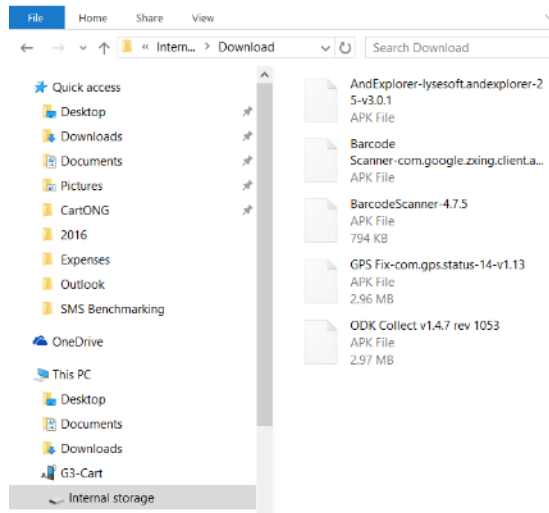 File Home Share View
« Intern... > Download
Search Download
Quick access
Desktop
Downloads
Documents
Pictures
CartONG
2016
Expenses
Outlook
SMS Benchmarking
OneDrive
This PC
Desktop
Documents
Downloads
G3-Cart
Internal storage
AndExplorer-lysesoft.andexplorer-2
5-v3.0.1
APK File
Barcode
Scanner-com.google.zxing.client.a...
APK File
BarcodeScanner-4.7.5
APK File
794 KB
GPS Fix-com.gps.status-14-v1.13
APK File
2.96 MB
ODK Collect v1.4.7 rev 1053
APK File
2.97 MB